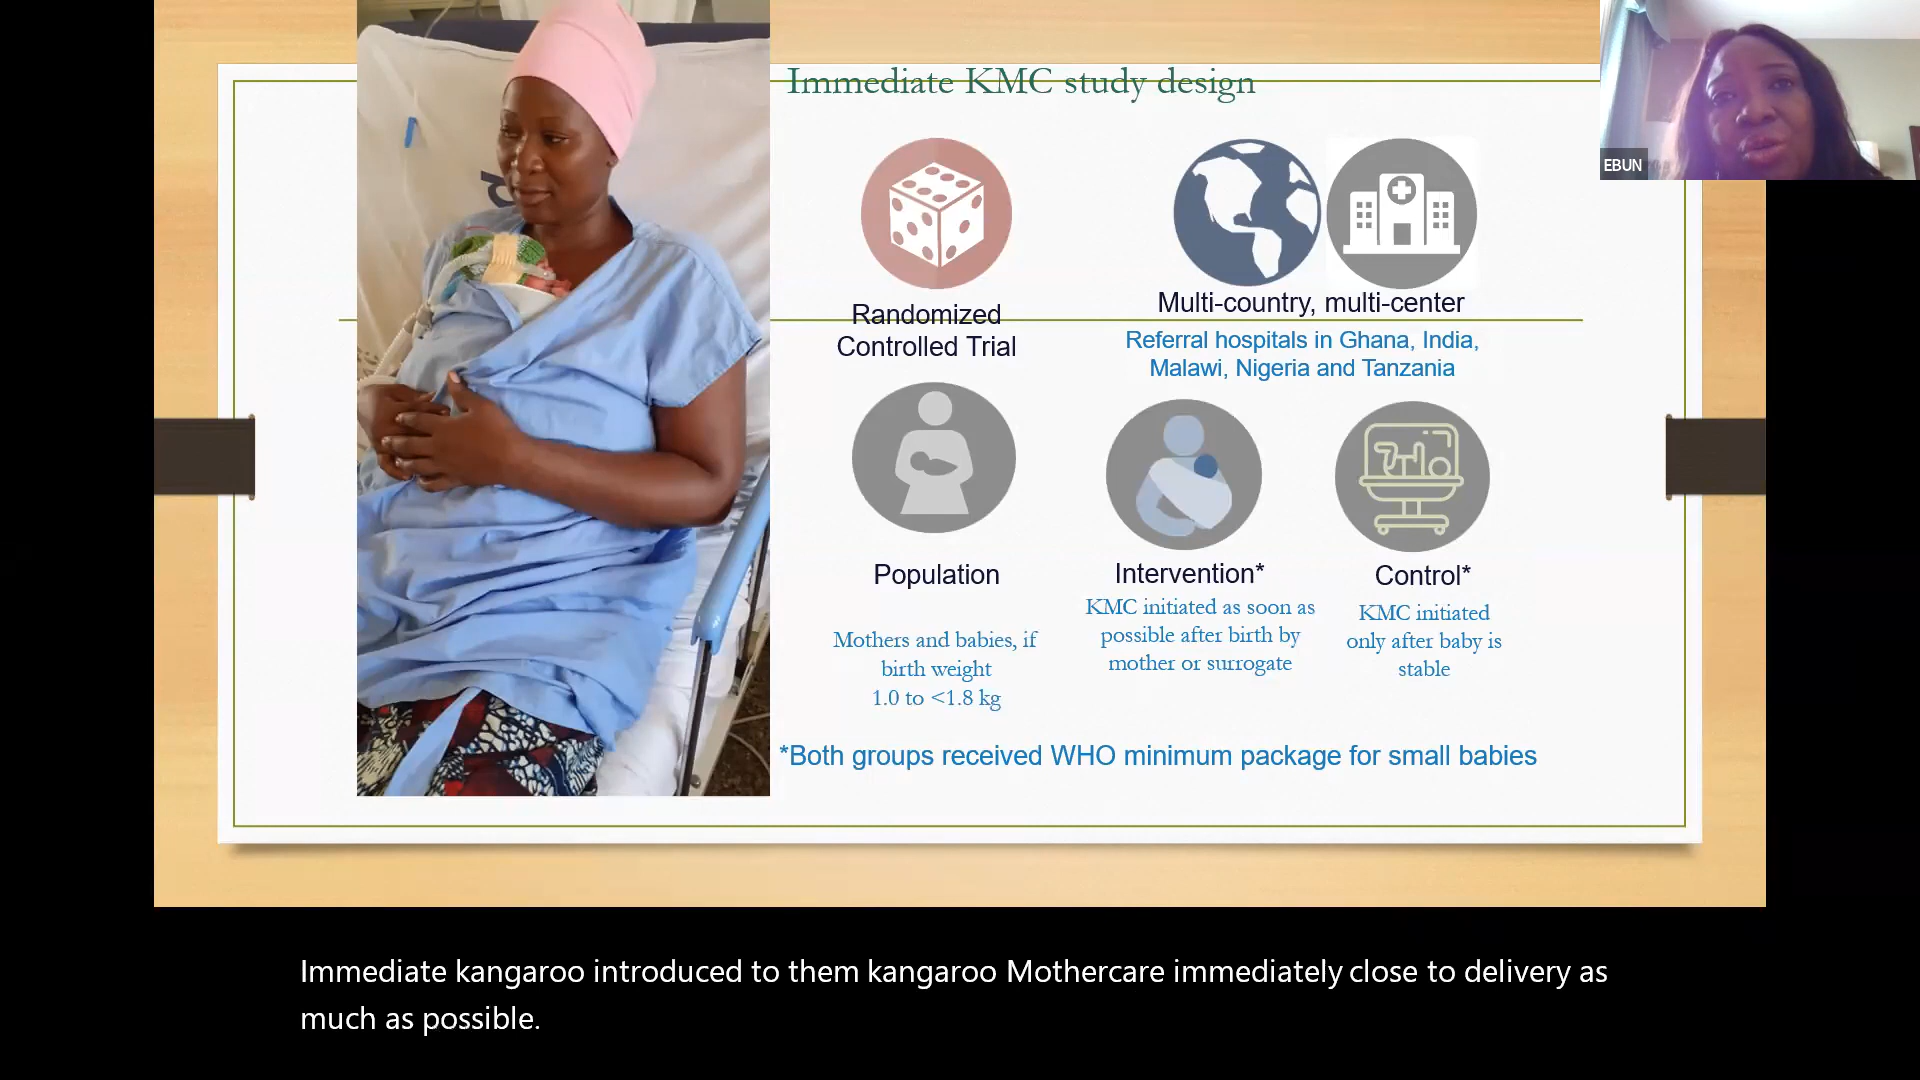 Immediate KMC study design
EBUN
Randomized
Controlled Trial
Multi-country, multi-center
Referral hospitals in Ghana, India,
Malawi, Nigeria and Tanzania
Population
Mothers and babies, if
birth weight
1.0 to <1.8 kg
Intervention*
KMC initiated as soon as
possible after birth by
mother or surrogate
Control*
KMC initiated
only after baby is
stable
*Both groups received WHO minimum package for small babies
Immediate kangaroo introduced to them kangaroo Mothercare immediately close to delivery as
much as possible.